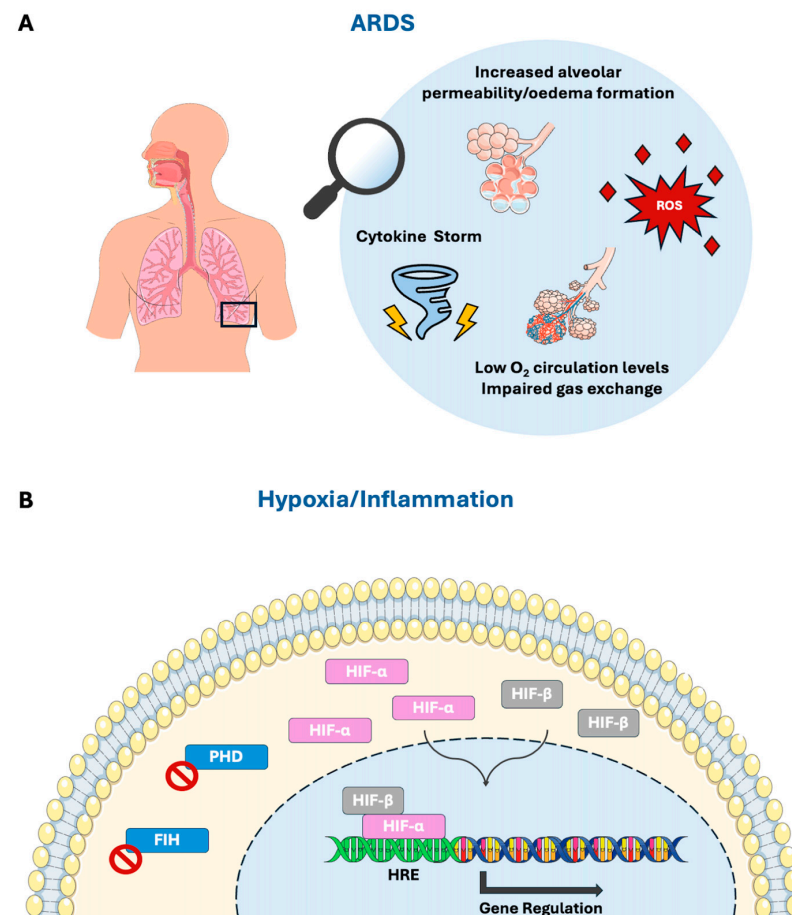 A
ARDS
Increased alveolar
permeability/oedema formation
ROS
Cytokine Storm
Low O₂ circulation levels
Impaired gas exchange
B
Hypoxia/Inflammation
HIF-α
HIF-α
HIF-β
HIF-α
HIF-β
PHD
HIF-β
HIF-α
FIH
HRE
Gene Regulation